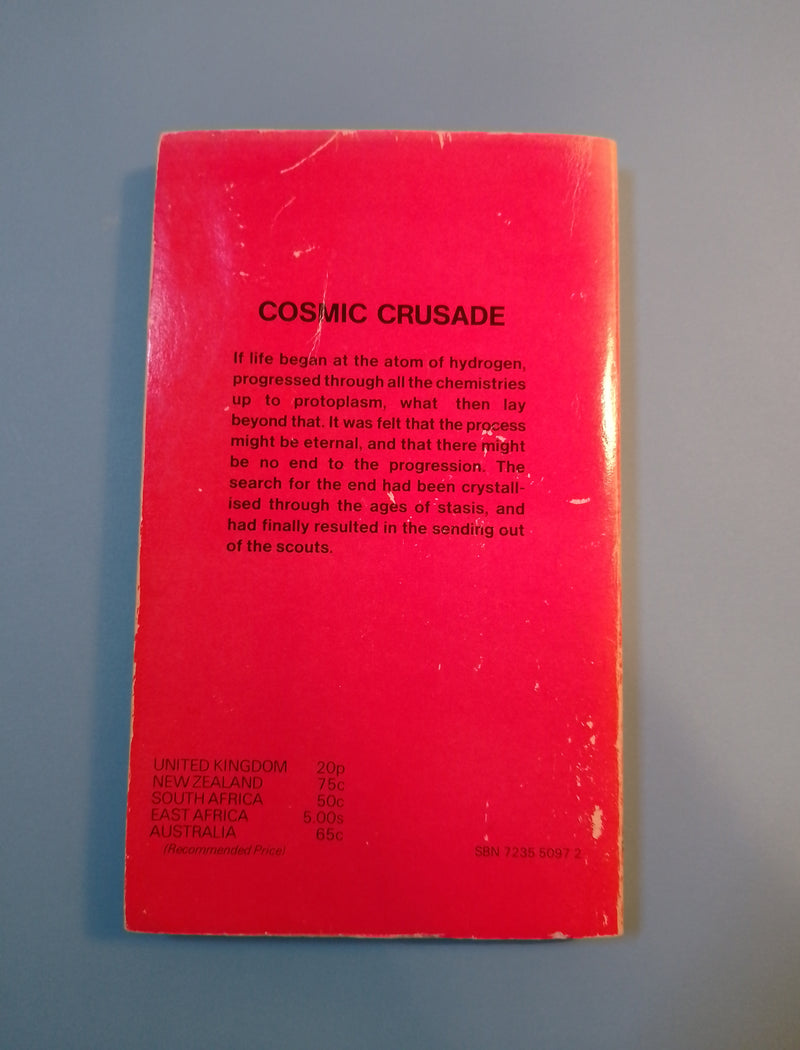 COSMIC CRUSADE
If life began at the atom of hydrogen,
progressed through all the chemistries
up to protoplasm, what then lay
beyond that. It was felt that the process
might be eternal, and that there might
be no end to the progression. The
search for the end had been crystall-
ised through the ages of stasis, and
had finally resulted in the sending out
of the scouts.
UNITED KINGDOM 20p
NEW ZEALAND 75c
SOUTH AFRICA 50c
EAST AFRICA 5.00s
AUSTRALIA 65c
(Recommended Price)
SBN 7235 5097 2